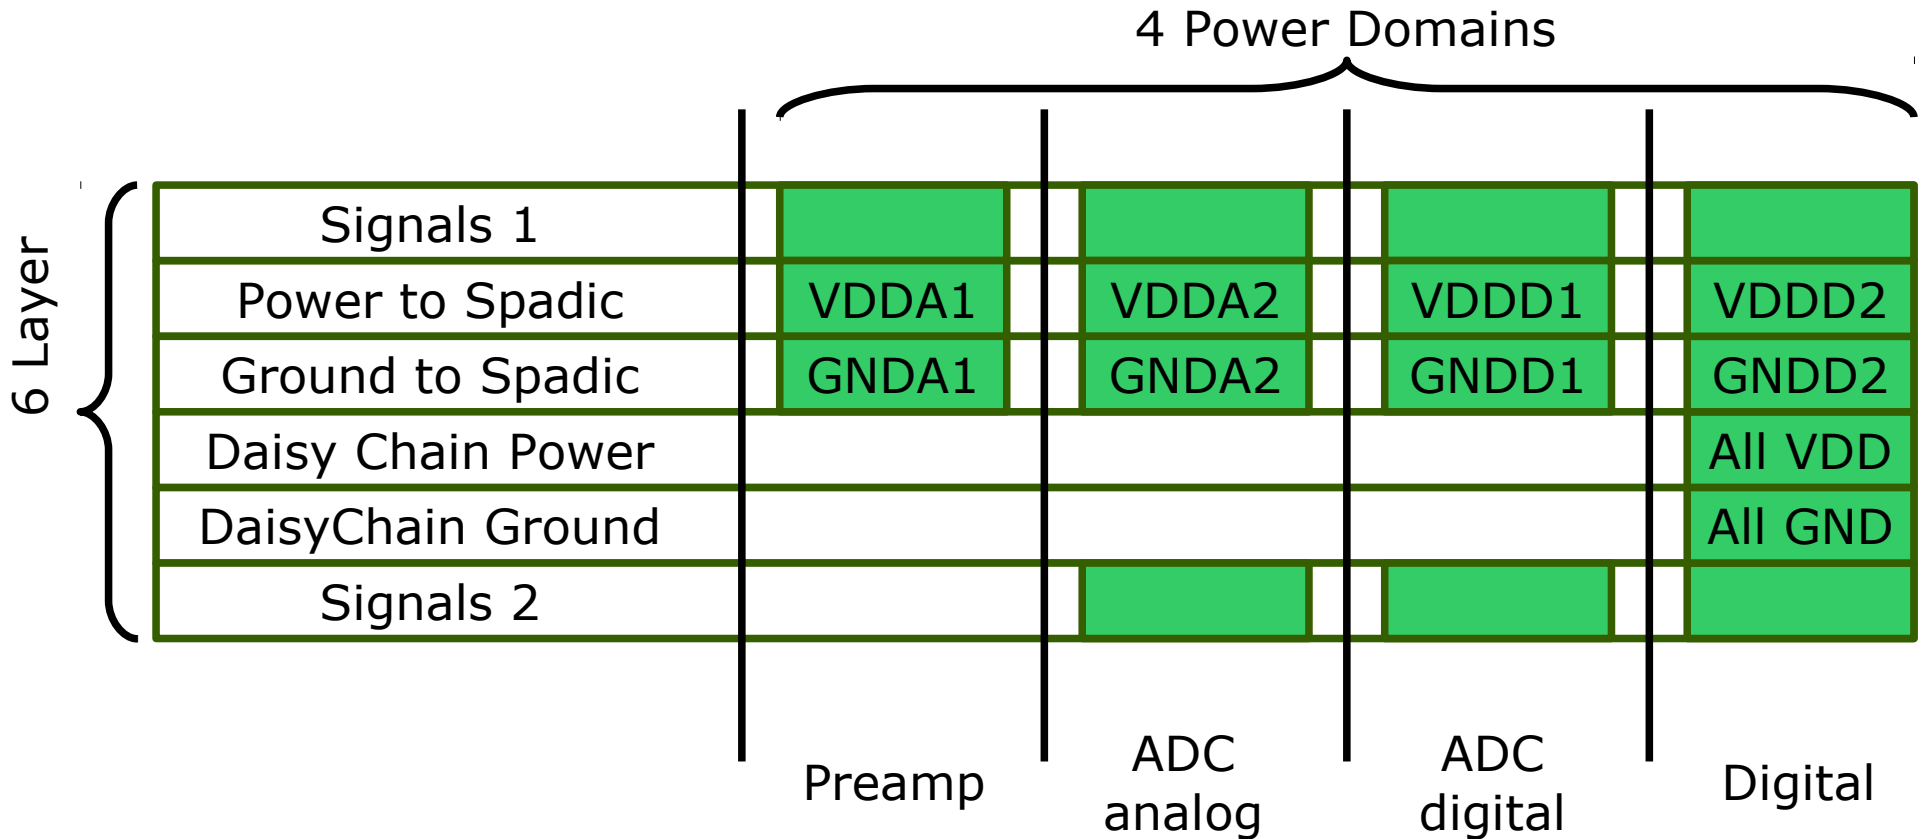 4 Power Domains
6 Layer
Signals 1
Power to Spadic VDDA1 VDDA2 VDDD1 VDDD2
Ground to Spadic GNDA1 GNDA2 GNDD1 GNDD2
Daisy Chain Power All VDD
DaisyChain Ground All GND
Signals 2
Preamp ADC analog ADC digital Digital